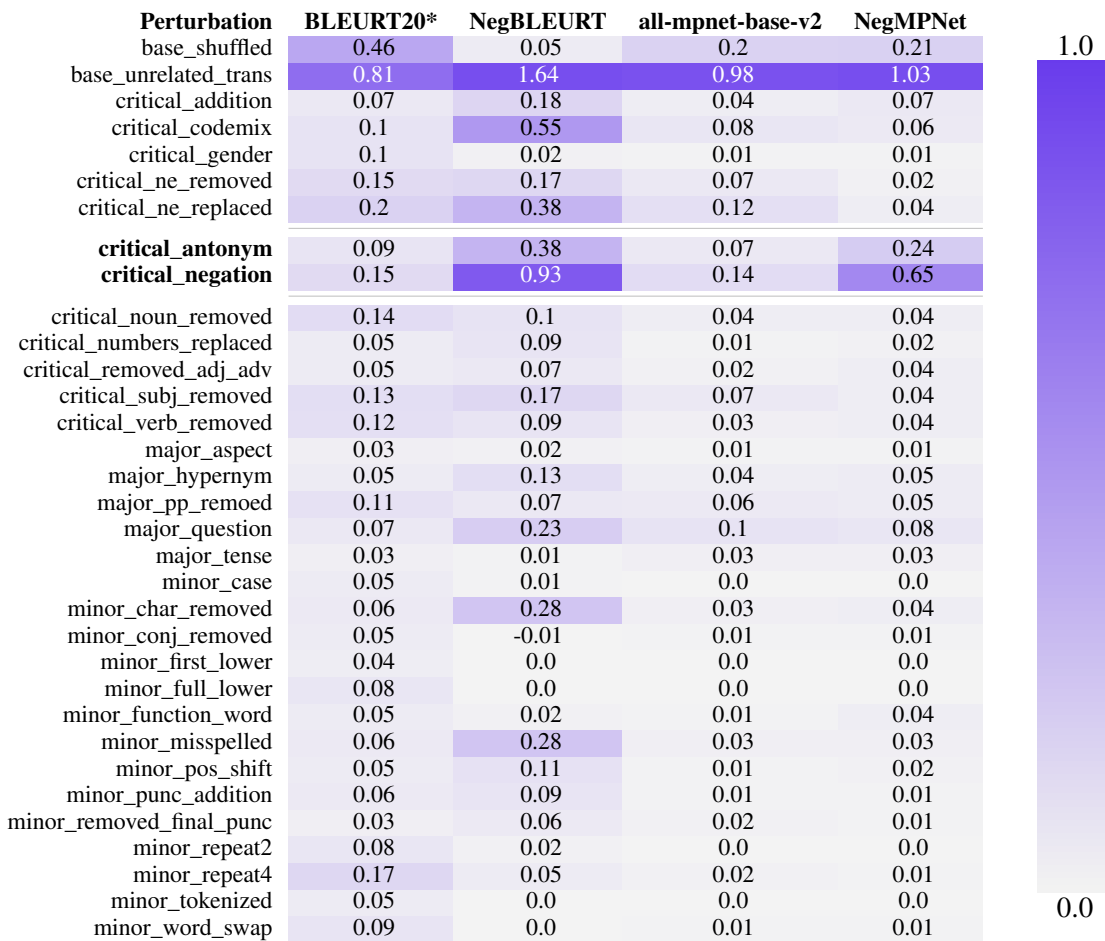 Perturbation BLEURT20* NegBLEURT all-mpnet-base-v2 NegMPNet
base_shuffled 0.46 0.05 0.2 0.21 1.0
base_unrelated_trans 0.81 1.64 0.98 1.03
critical_addition 0.07 0.18 0.04 0.07
critical_codemix 0.1 0.55 0.08 0.06
critical_gender 0.1 0.02 0.01 0.01
critical_ne_removed 0.15 0.17 0.07 0.02
critical_ne_replaced 0.2 0.38 0.12 0.04
critical_antonym 0.09 0.38 0.07 0.24
critical_negation 0.15 0.93 0.14 0.65
critical_noun_removed 0.14 0.1 0.04 0.04
critical_numbers_replaced 0.05 0.09 0.01 0.02
critical_removed_adj_adv 0.05 0.07 0.02 0.04
critical_subj_removed 0.13 0.17 0.07 0.04
critical_verb_removed 0.12 0.09 0.03 0.04
major_aspect 0.03 0.02 0.01 0.01
major_hypernym 0.05 0.13 0.04 0.05
major_pp_remoed 0.11 0.07 0.06 0.05
major_question 0.07 0.23 0.1 0.08
major_tense 0.03 0.01 0.03 0.03
minor_case 0.05 0.01 0.0 0.0
minor_char_removed 0.06 0.28 0.03 0.04
minor_conj_removed 0.05 -0.01 0.01 0.01
minor_first_lower 0.04 0.0 0.0 0.0
minor_full_lower 0.08 0.0 0.0 0.0
minor_function_word 0.05 0.02 0.01 0.04
minor_misspelled 0.06 0.28 0.03 0.03
minor_pos_shift 0.05 0.11 0.01 0.02
minor_punc_addition 0.06 0.09 0.01 0.01
minor_removed_final_punc 0.03 0.06 0.02 0.01
minor_repeat2 0.08 0.02 0.0 0.0
minor_repeat4 0.17 0.05 0.02 0.01
minor_tokenized 0.05 0.0 0.0 0.0 0.0
minor_word_swap 0.09 0.0 0.01 0.01